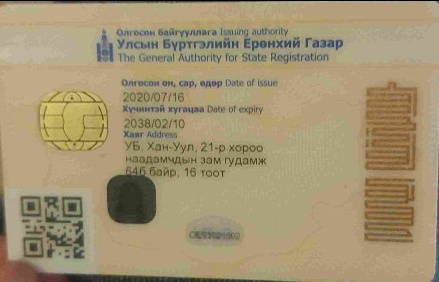 Олгосон байгууллага Issuing authority
Улсын Бүртгэлийн Ерөнхий Газар
The General Authority for State Registration
Олгосон он, сар, өдөр Date of issue
2020/07/16
Хүчинтэй хугацаа Date of expiry
2038/02/10
Хаяг Address
УБ, Хан-Уул, 21-р хороо
наадамчдын зам гудамж
64б байр, 16 тоот